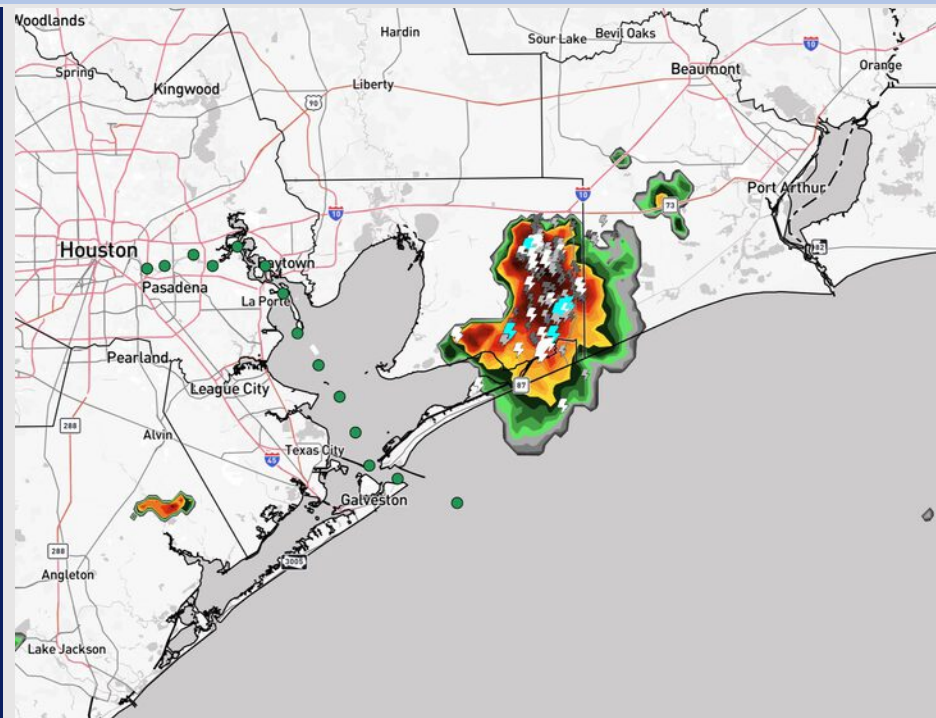 Woodlands
Hardin
Sour Lake
Bevil Oaks
10
Spring
Beaumont
Orange
Kingwood
Liberty
90
10
Port Arthur
73
10
82
Houston
Baytown
Pasadena
La Porte
Pearland
League City
87
288
Alvin
Texas City
45
Galveston
288
3005
Angleton
Lake Jackson